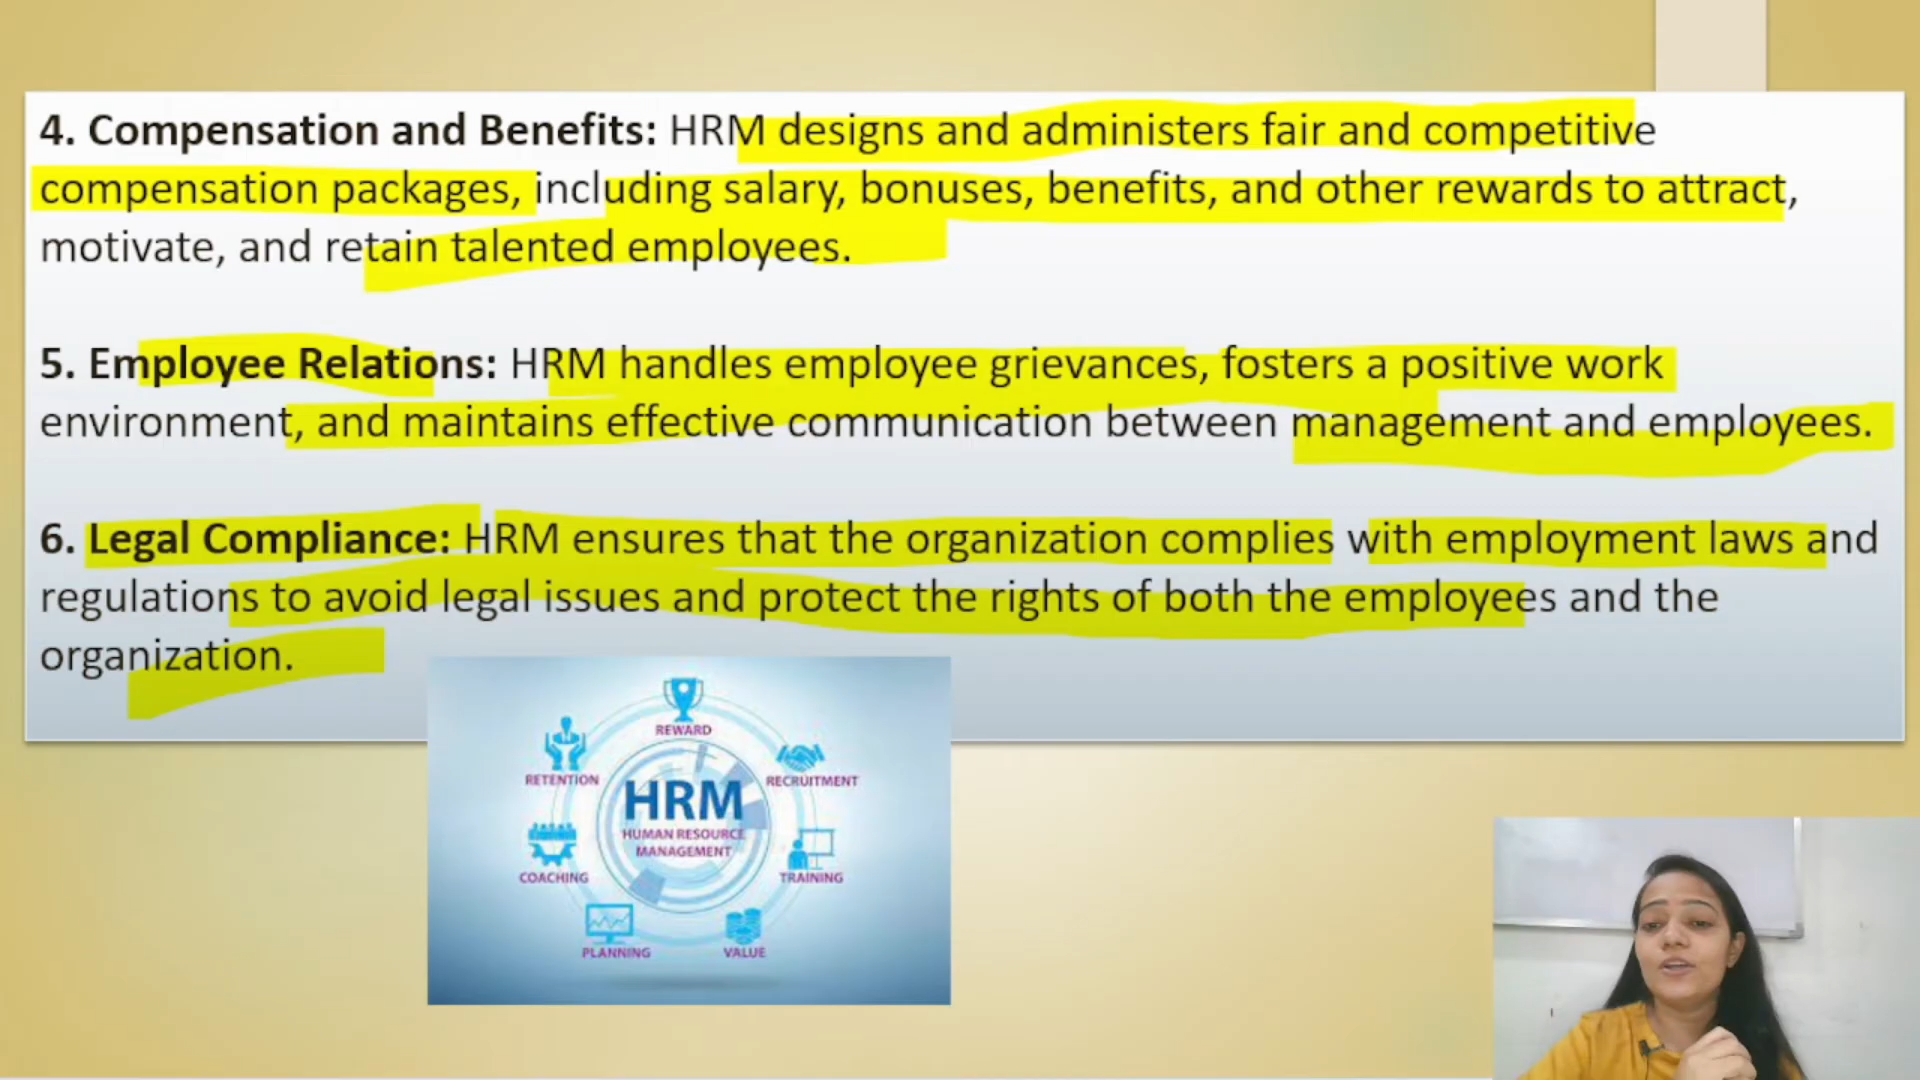 4. Compensation and Benefits: HRM designs and administers fair and competitive
compensation packages, including salary, bonuses, benefits, and other rewards to attract,
motivate, and retain talented employees.
5. Employee Relations: HRM handles employee grievances, fosters a positive work
environment, and maintains effective communication between management and employees.
6. Legal Compliance: HRM ensures that the organization complies with employment laws and
regulations to avoid legal issues and protect the rights of both the employees and the
organization.
REWARD
RETENTION
RECRUITMENT
HRM
HUMAN RESOURCE
MANAGEMENT
COACHING
TRAINING
PLANNING
VALUE